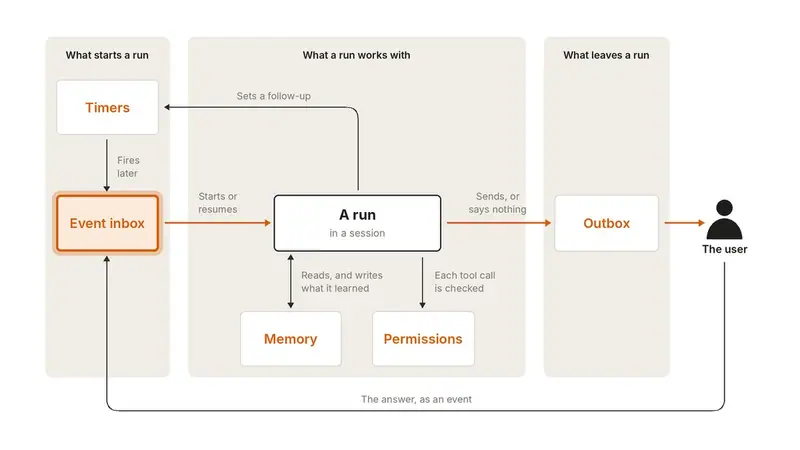 What starts a run
What a run works with
What leaves a run
Timers
Sets a follow-up
Fires
later
Event inbox
Starts or
resumes
A run
in a session
Sends, or
says nothing
Outbox
The user
Reads, and writes
what it learned
Each tool call
is checked
Memory
Permissions
The answer, as an event